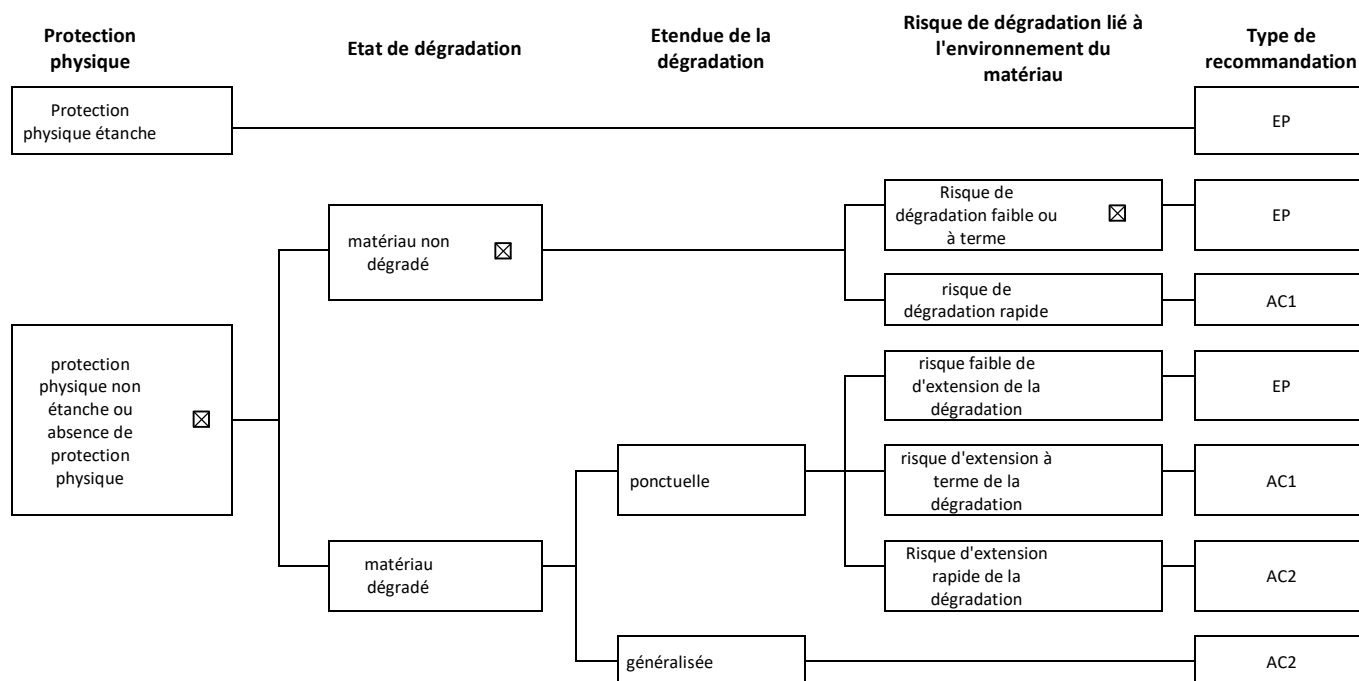 Protection
physique
Etat de dégradation
Etendue de la
dégradation
Risque de dégradation lié à
l'environnement du
matériau
Type de
recommandation
Protection
physique étanche
EP
Risque de
dégradation faible ou
à terme
EP
matériau non
dégradé
risque de
dégradation rapide
AC1
protection
physique non
étanche ou
absence de
protection
physique
risque faible de
d'extension de la
dégradation
EP
ponctuelle
risque d'extension à
terme de la
dégradation
AC1
matériau
dégradé
Risque d'extension
rapide de la
dégradation
AC2
généralisée
AC2